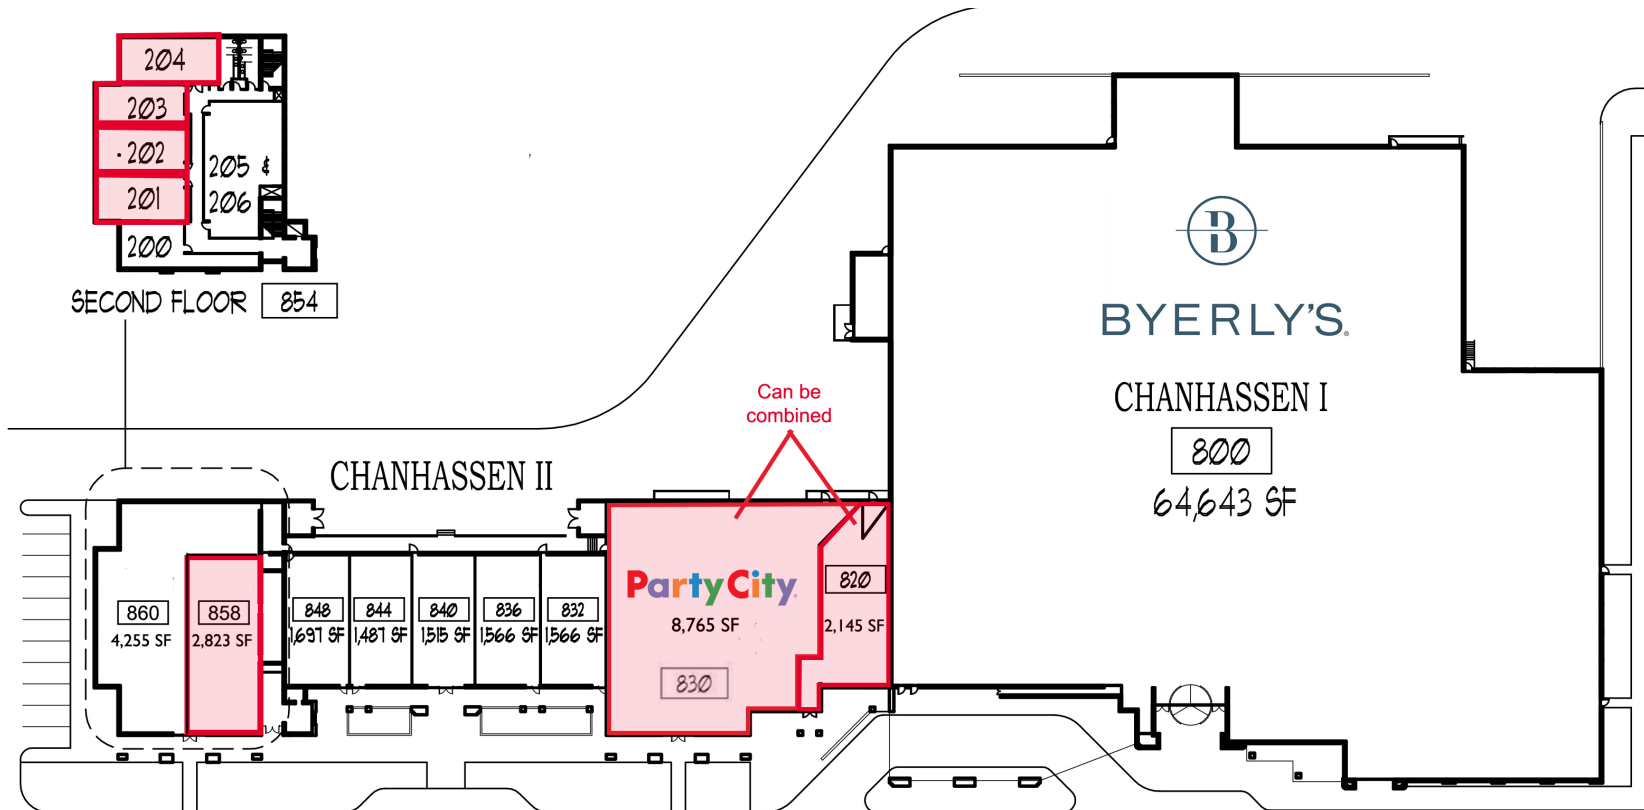 204
203
202
201
200
205 &
206
SECOND FLOOR 854
Can be
combined
B
BYERLY'S®
CHANHASSEN I
800
64,643 SF
CHANHASSEN II
860
4,255 SF
858
2,823 SF
848
1,697 SF
844
1,487 SF
840
1,515 SF
836
1,566 SF
832
1,566 SF
Party City
8,765 SF
830
820
2,145 SF